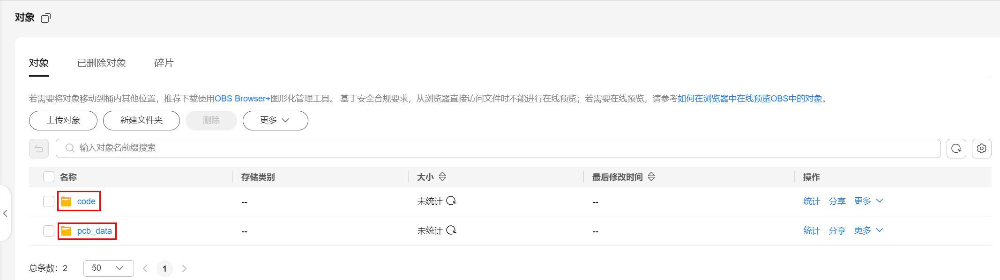 对象
对象 已删除对象 碎片
若需要将对象移动到桶内其他位置，推荐下载使用OBS Browser+图形化管理工具。 基于安全合规要求，从浏览器直接访问文件时不能进行在线预览；若需要在线预览，请参考如何在浏览器中在线预览OBS中的对象。
上传对象 新建文件夹 删除 更多
输入对象名前缀搜索
名称 存储类别 大小 最后修改时间 操作
code -- 未统计 -- 统计 分享 更多
pcb_data -- 未统计 -- 统计 分享 更多
总条数：2 50 1